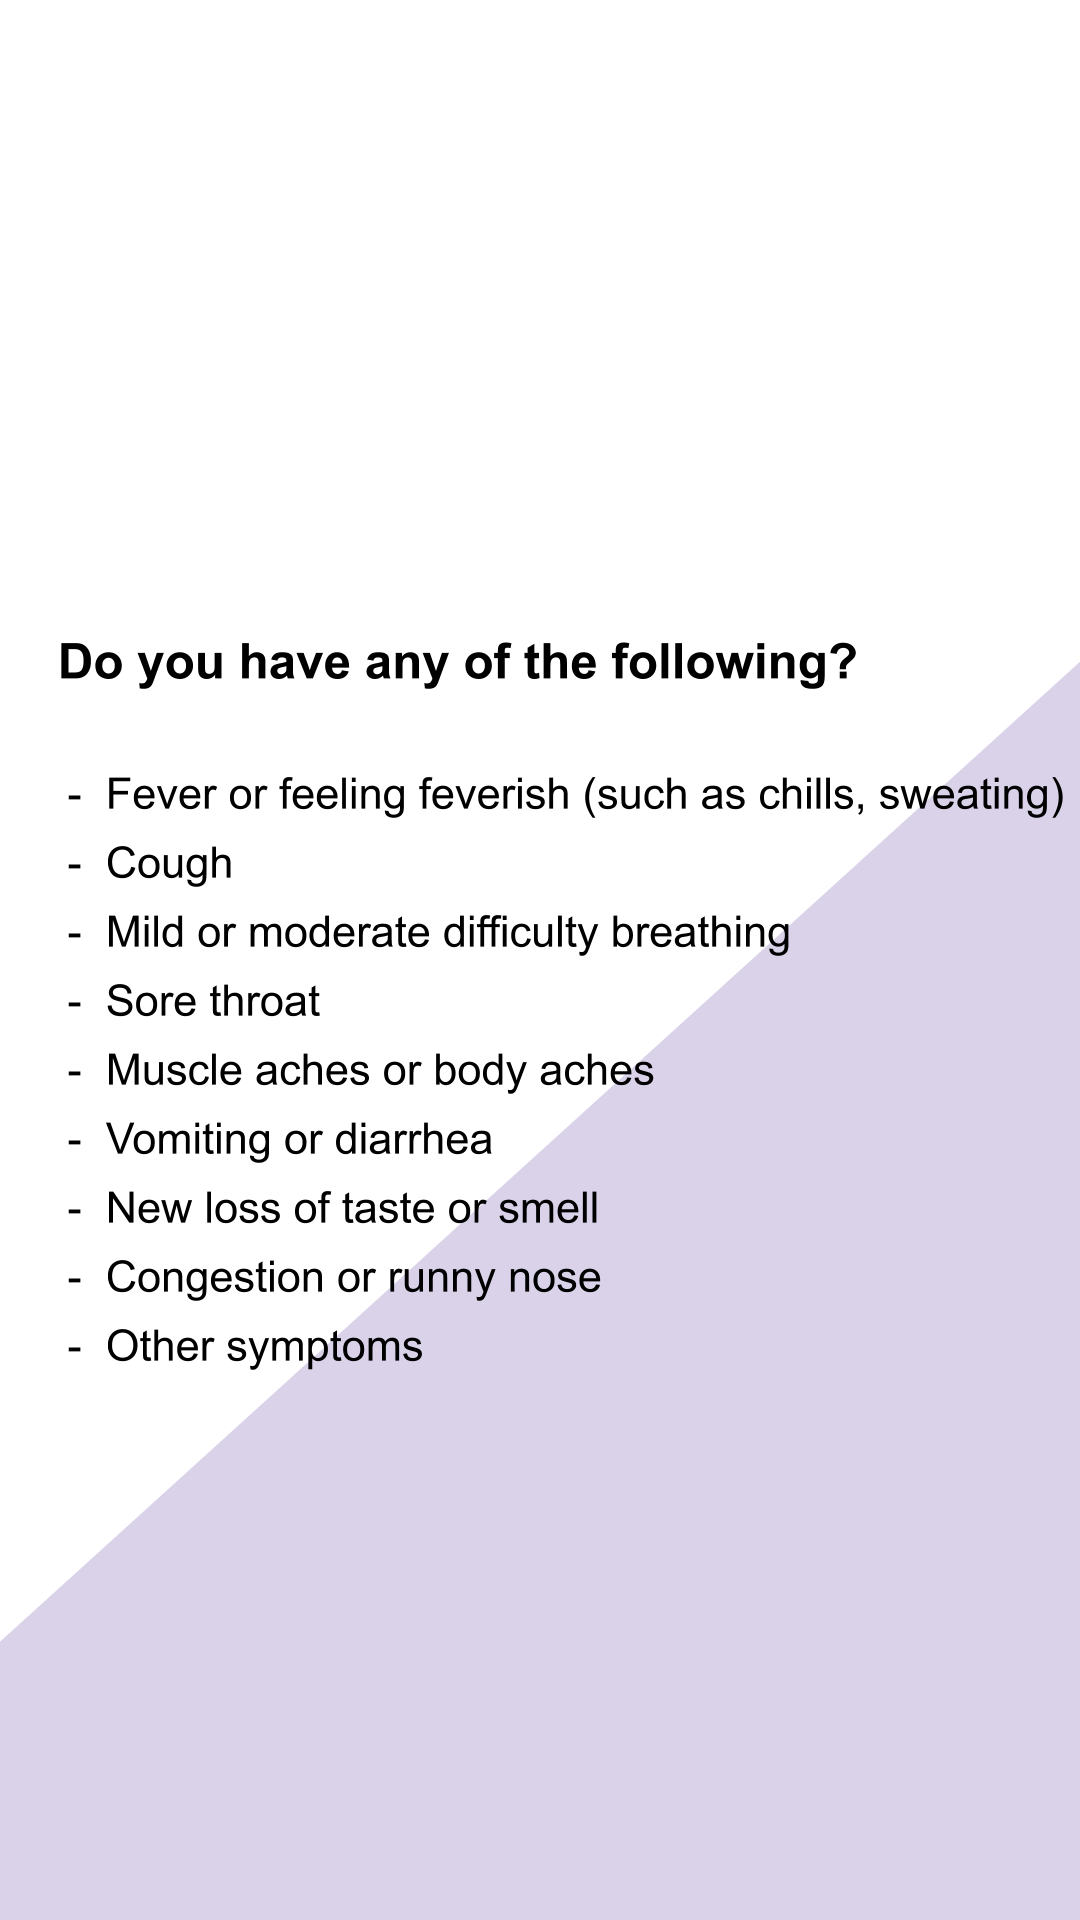 Do you have any of the following?
- Fever or feeling feverish (such as chills, sweating)
- Cough
- Mild or moderate difficulty breathing
- Sore throat
- Muscle aches or body aches
- Vomiting or diarrhea
- New loss of taste or smell
- Congestion or runny nose
- Other symptoms